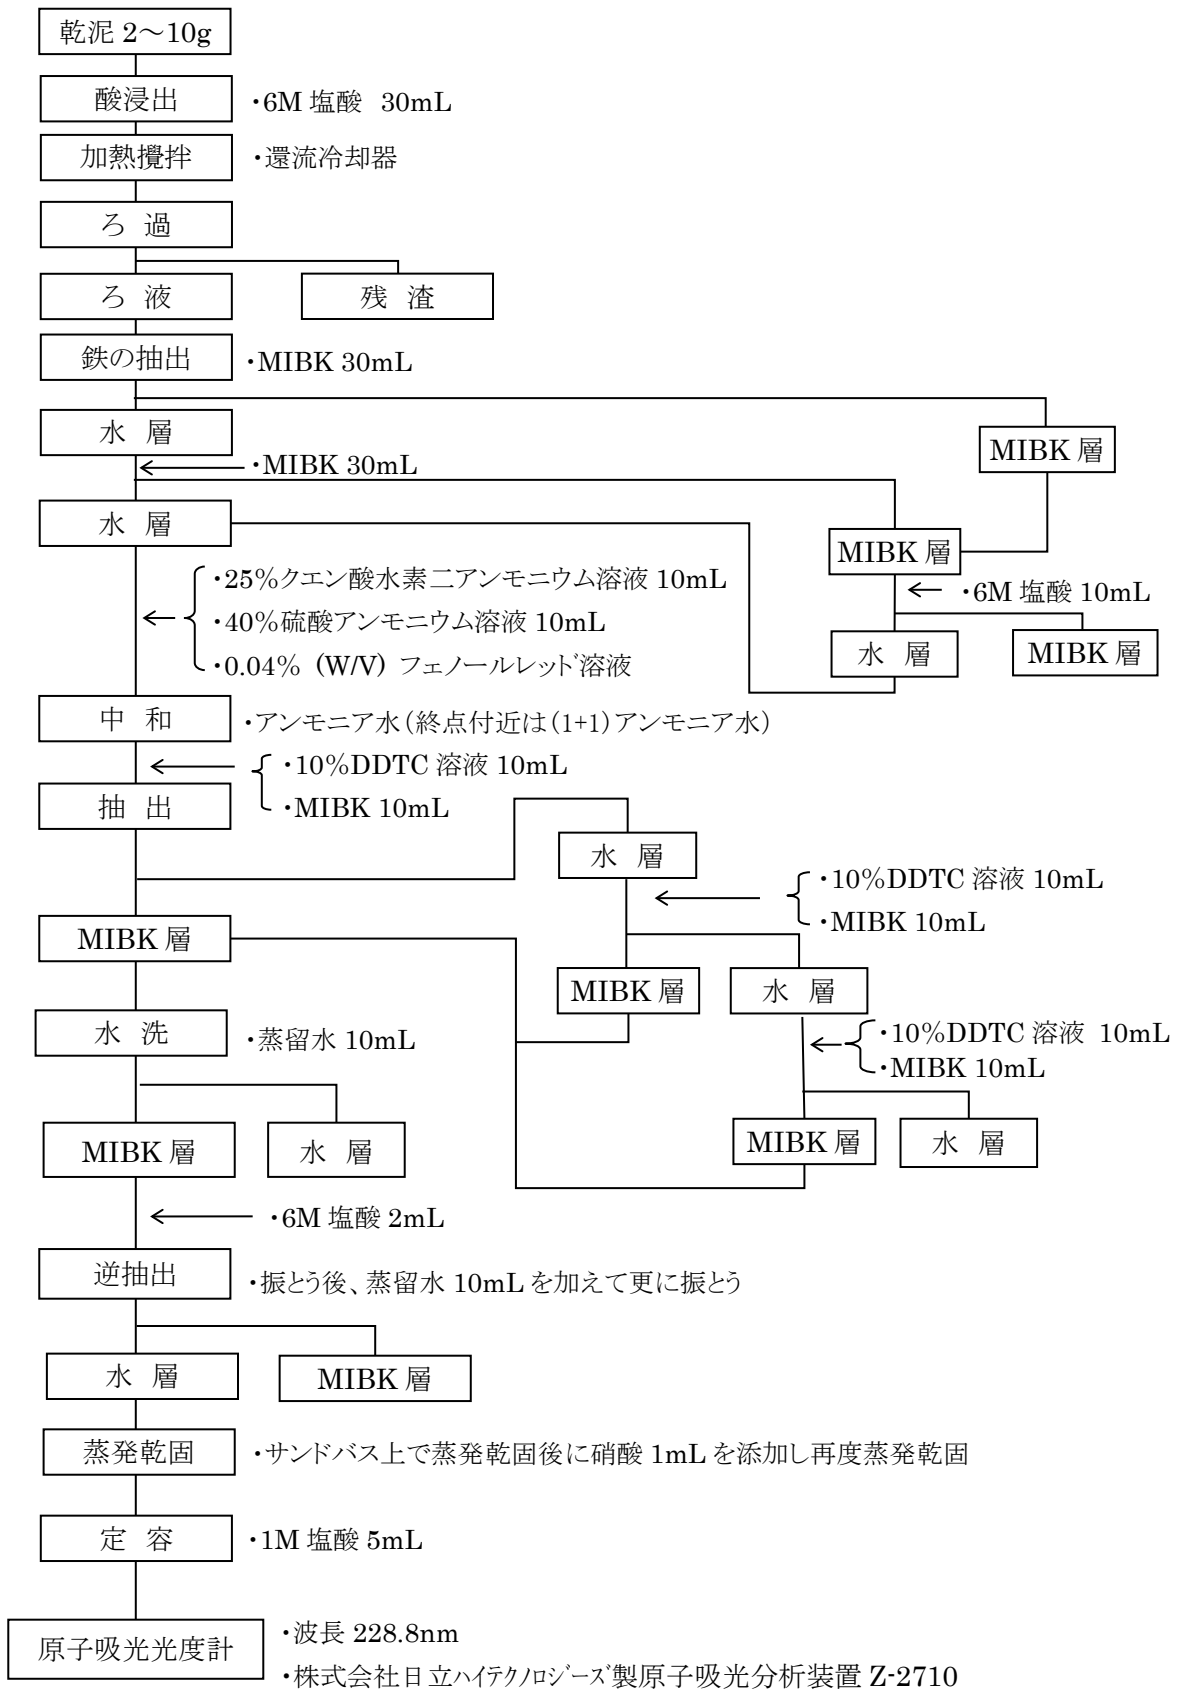 乾泥 2～10g
酸浸出
・6M 塩酸 30mL
加熱攪拌
・還流冷却器
ろ 過
ろ 液
残 渣
鉄の抽出
・MIBK 30mL
水 層
MIBK 層
・MIBK 30mL
水 層
MIBK 層
・25％クエン酸水素二アンモニウム溶液 10mL
・40％硫酸アンモニウム溶液 10mL
・0.04％ (W/V) フェノールレッド溶液
・6M 塩酸 10mL
水 層
MIBK 層
中 和
・アンモニア水（終点付近は(1+1)アンモニア水）
・10％DDTC 溶液 10mL
・MIBK 10mL
抽 出
水 層
・10％DDTC 溶液 10mL
・MIBK 10mL
MIBK 層
MIBK 層
水 層
水 洗
・蒸留水 10mL
・10％DDTC 溶液 10mL
・MIBK 10mL
MIBK 層
水 層
MIBK 層
水 層
・6M 塩酸 2mL
逆抽出
・振とう後、蒸留水 10mL を加えて更に振とう
水 層
MIBK 層
蒸発乾固
・サンドバス上で蒸発乾固後に硝酸 1mL を添加し再度蒸発乾固
定 容
・1M 塩酸 5mL
原子吸光光度計
・波長 228.8nm
・株式会社日立ﾊｲﾃｸﾉﾛｼﾞｰｽﾞ製原子吸光分析装置 Z-2710